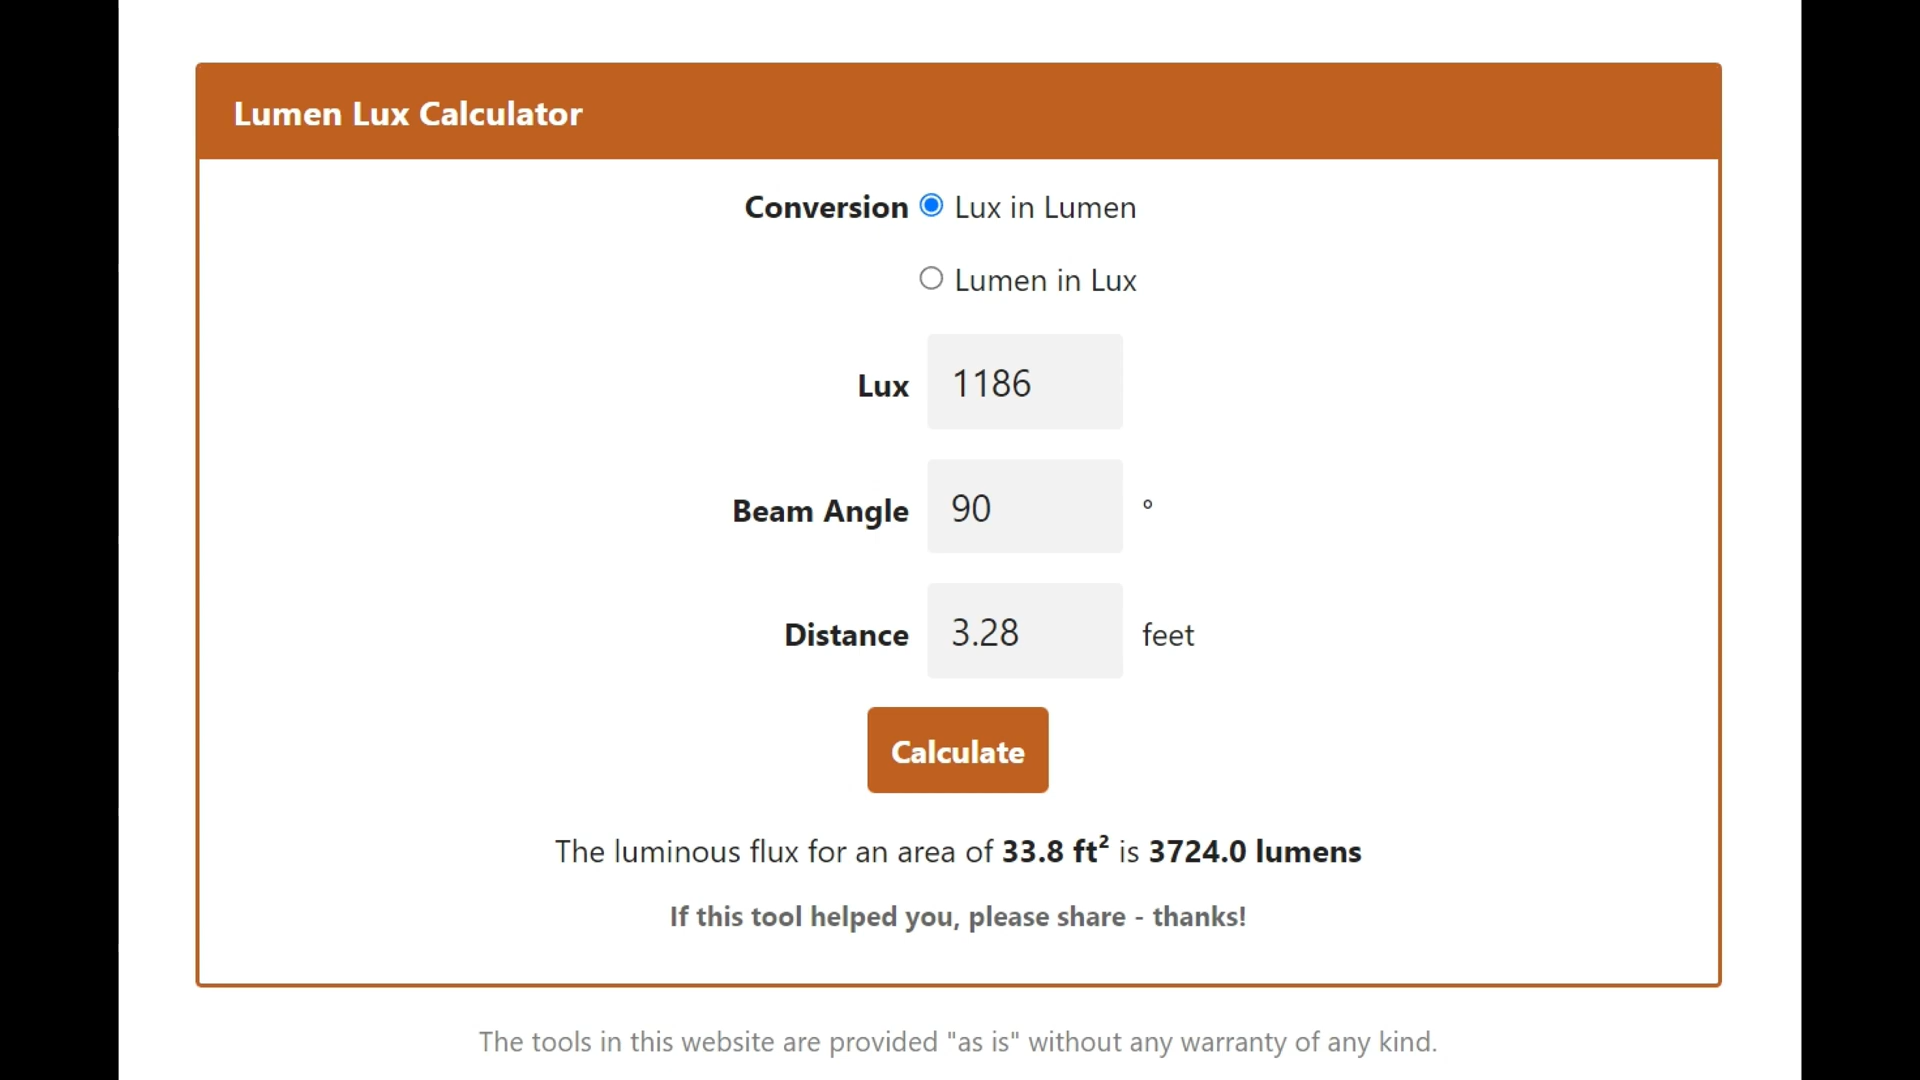 Lumen Lux Calculator
Conversion Lux in Lumen
Lumen in Lux
Lux 1186
Beam Angle 90 °
Distance 3.28 feet
Calculate
The luminous flux for an area of 33.8 ft² is 3724.0 lumens
If this tool helped you, please share - thanks!
The tools in this website are provided "as is" without any warranty of any kind.